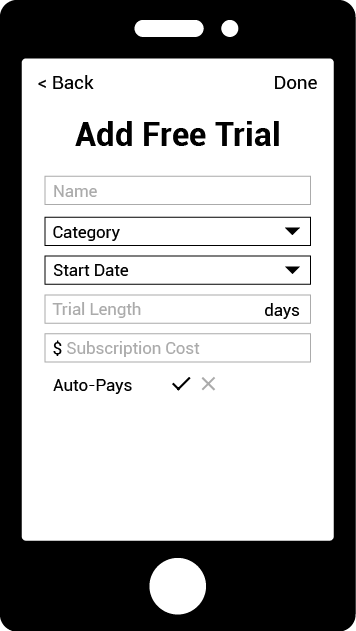 < Back Done
Add Free Trial
Name
Category
Start Date
Trial Length days
$ Subscription Cost
Auto-Pays